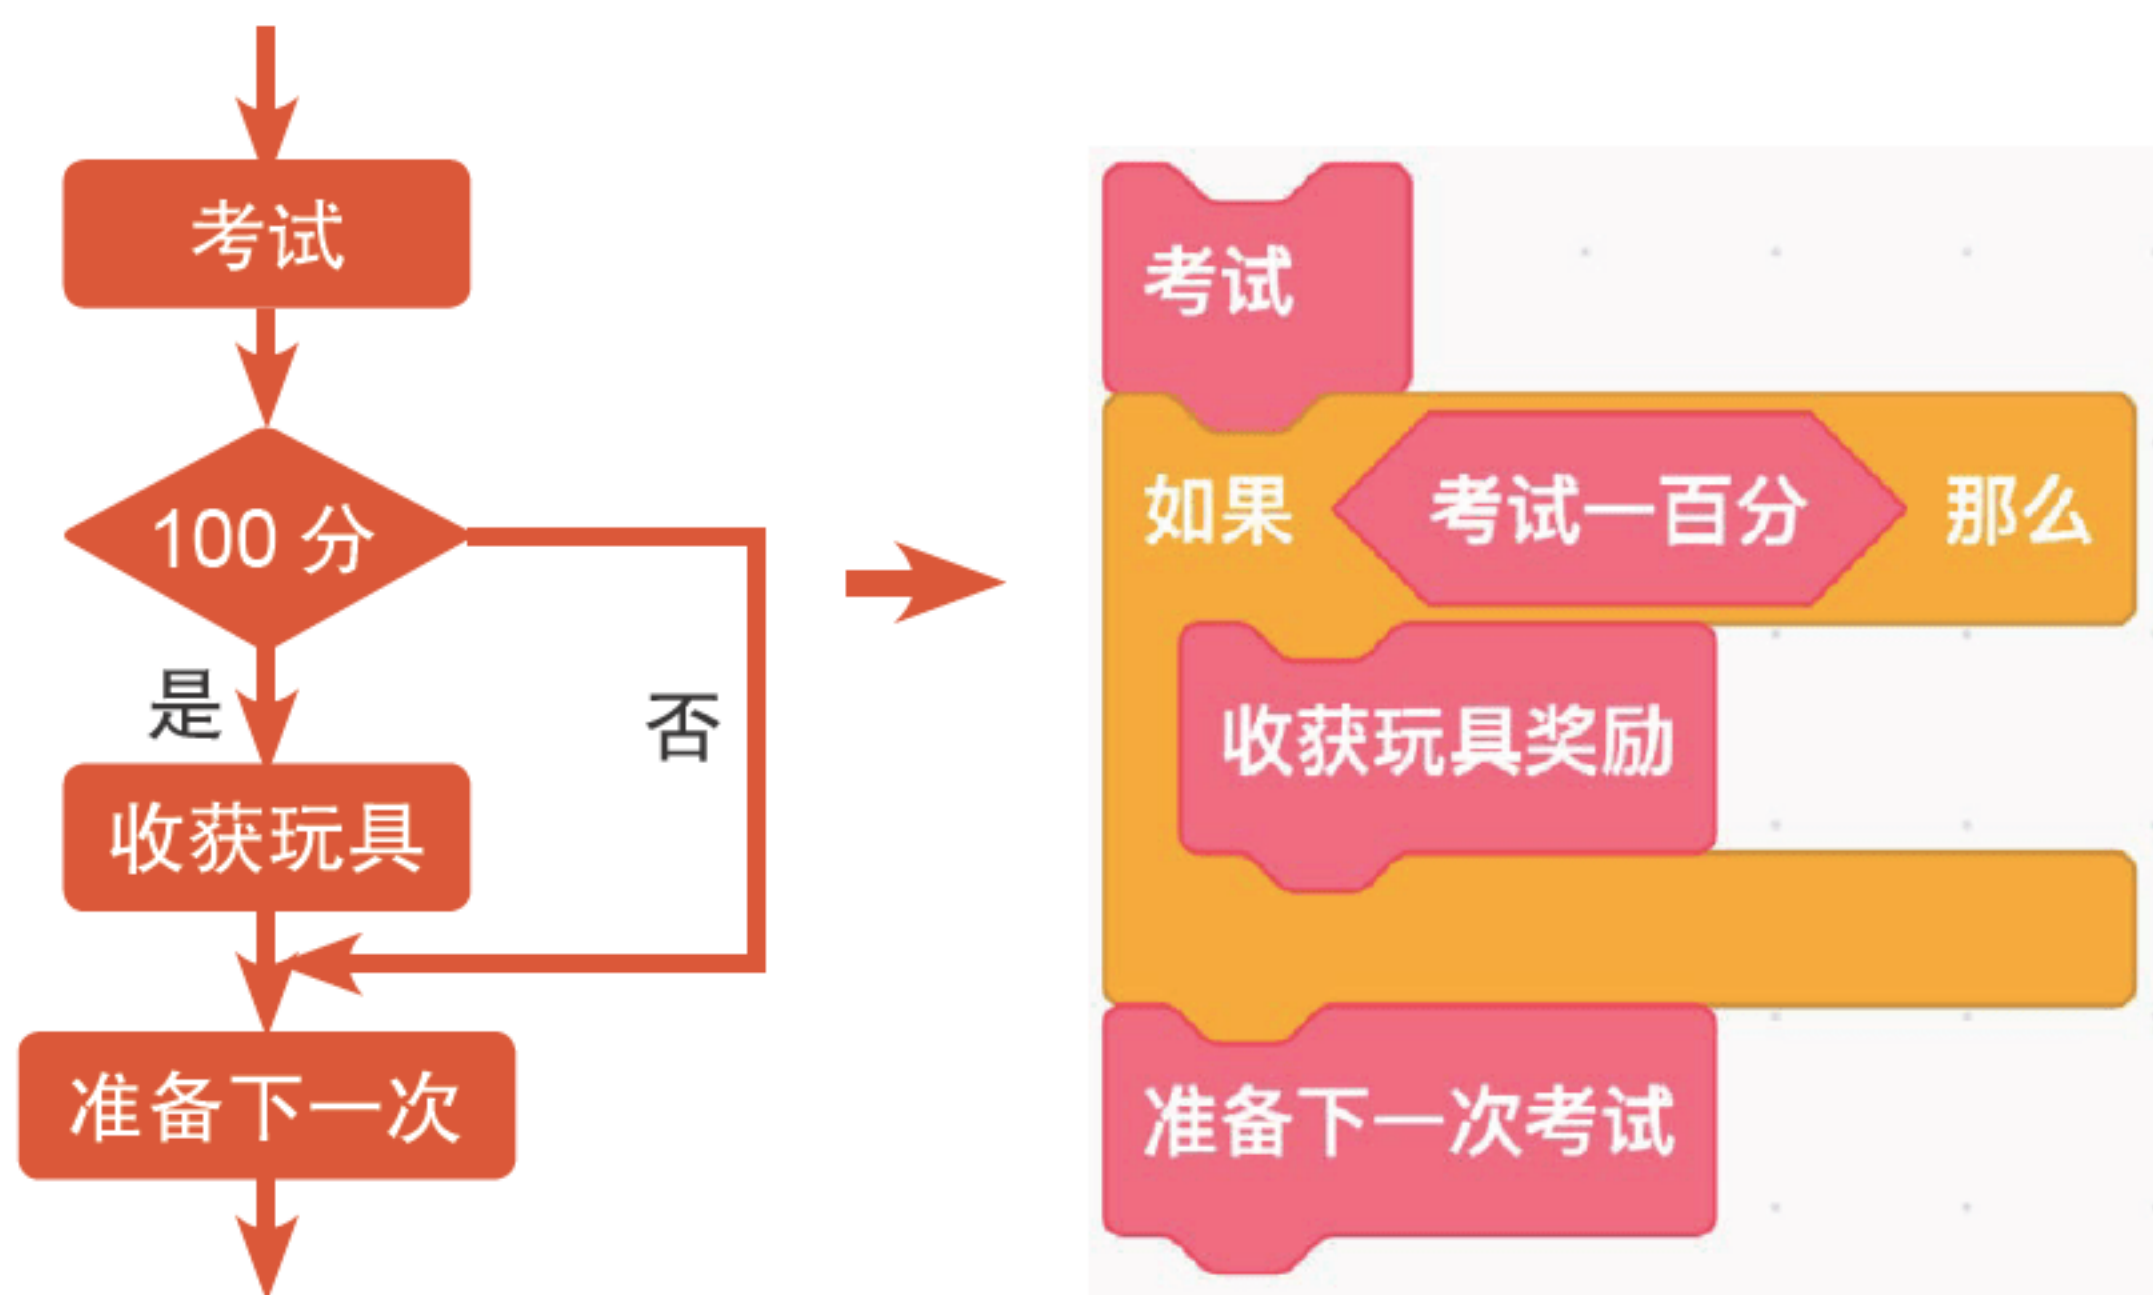 考试
100 分
是
否
收获玩具
准备下一次
考试
如果 考试一百分 那么
收获玩具奖励
准备下一次考试